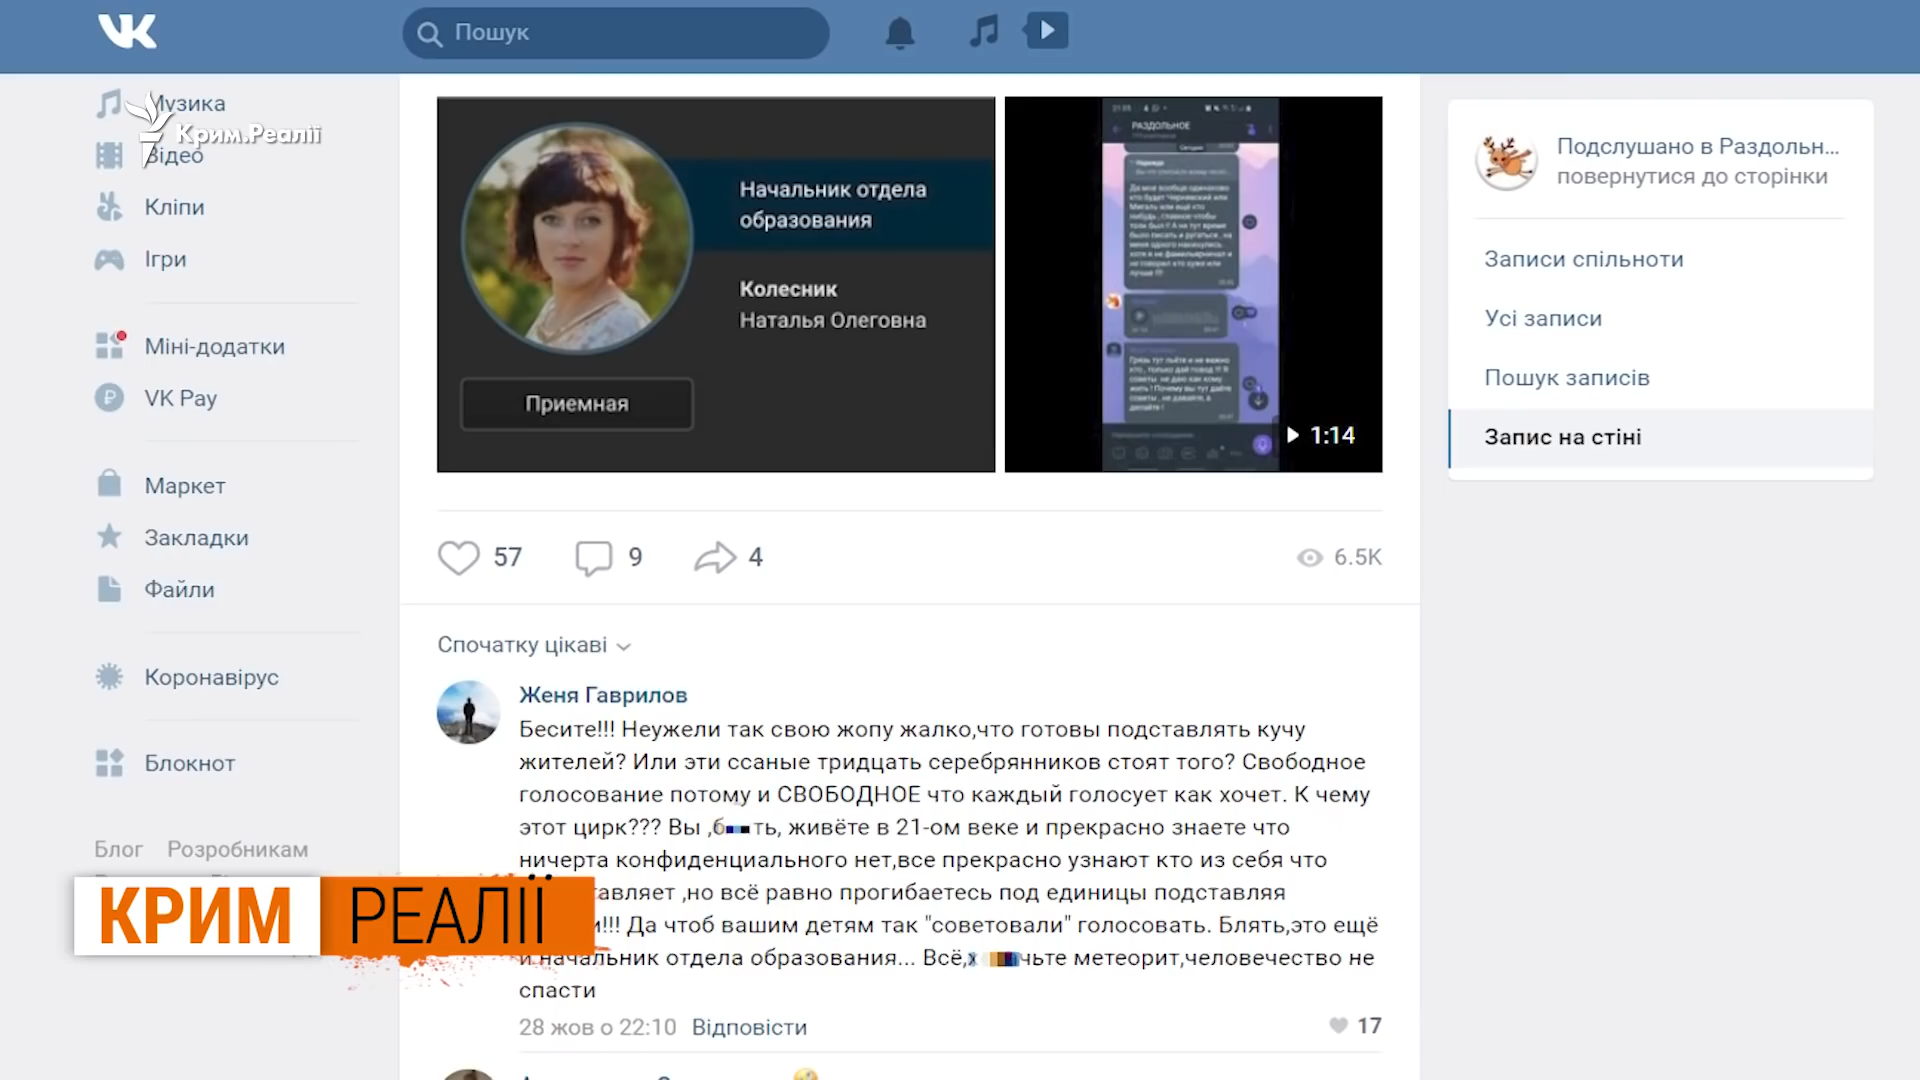 Пошук
Музика
Крим.Реалії
Відео
Кліпи
Ігри
Міні-додатки
VK Pay
Маркет
Закладки
Файли
Коронавірус
Блокнот
Блог Розробникам
КРИМ РЕАЛІЇ
Начальник отдела
образования
Колесник
Наталья Олеговна
Приемная
РАЗДОЛЬНОЕ
1:14
57
9
4
6.5K
Спочатку цікаві
Женя Гаврилов
Бесите!!! Неужели так свою жопу жалко,что готовы подставлять кучу
жителей? Или эти ссаные тридцать серебрянников стоят того? Свободное
голосование потому и СВОБОДНОЕ что каждый голосует как хочет. К чему
этот цирк??? Вы ,б ть, живёте в 21-ом веке и прекрасно знаете что
ничерта конфиденциального нет,все прекрасно узнают кто из себя что
авляет ,но всё равно прогибаетесь под единицы подставляя
и!!! Да чтоб вашим детям так "советовали" голосовать. Блять,это ещё
и начальник отдела образования... Всё,х чьте метеорит,человечество не
спасти
28 жов о 22:10 Відповісти
17
Подслушано в Раздольн...
повернутися до сторінки
Записи спільноти
Усі записи
Пошук записів
Запис на стіні